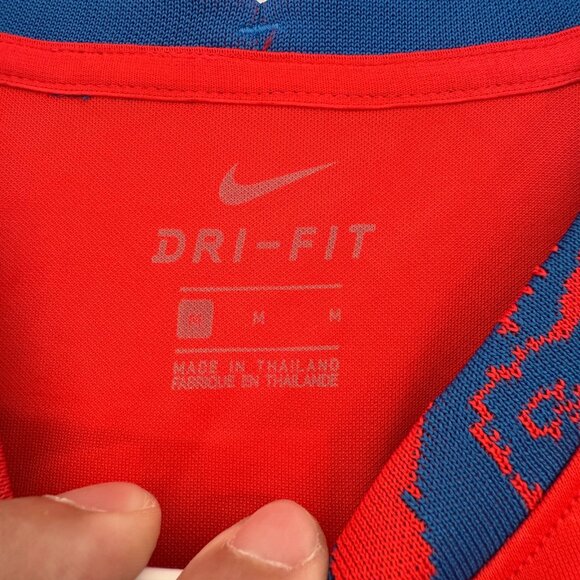 DRI-FIT
M M M
MADE IN THAILAND
FABRIQUÉ EN THAÏLANDE